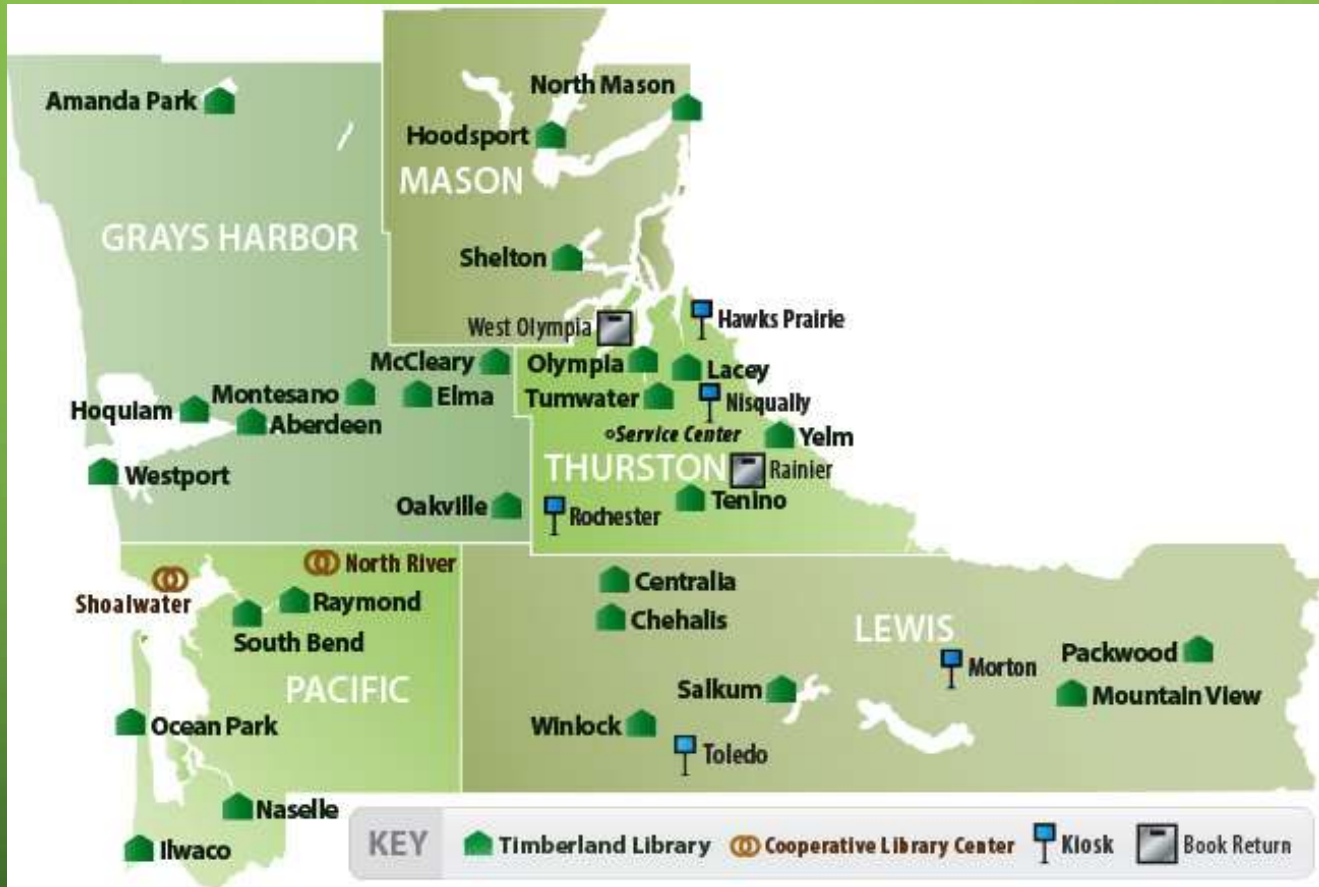 North Mason
Amanda Park
Hoodsport
MASON
GRAYS HARBOR
Shelton
Hawks Prairie
West Olympia
McCleary
Olympia
Lacey
Montesano
Elma
Tumwater
Nisqually
Hoquiam
Aberdeen
Service Center
Yelm
Westport
THURSTON
Rainier
Oakville
Rochester
Tenino
North River
Shoalwater
Raymond
Centralia
South Bend
Chehalis
LEWIS
Packwood
Morton
PACIFIC
Salkum
Mountain View
Ocean Park
Winlock
Toledo
Naselle
Ilwaco
KEY
Timberland Library
Cooperative Library Center
Kiosk
Book Return